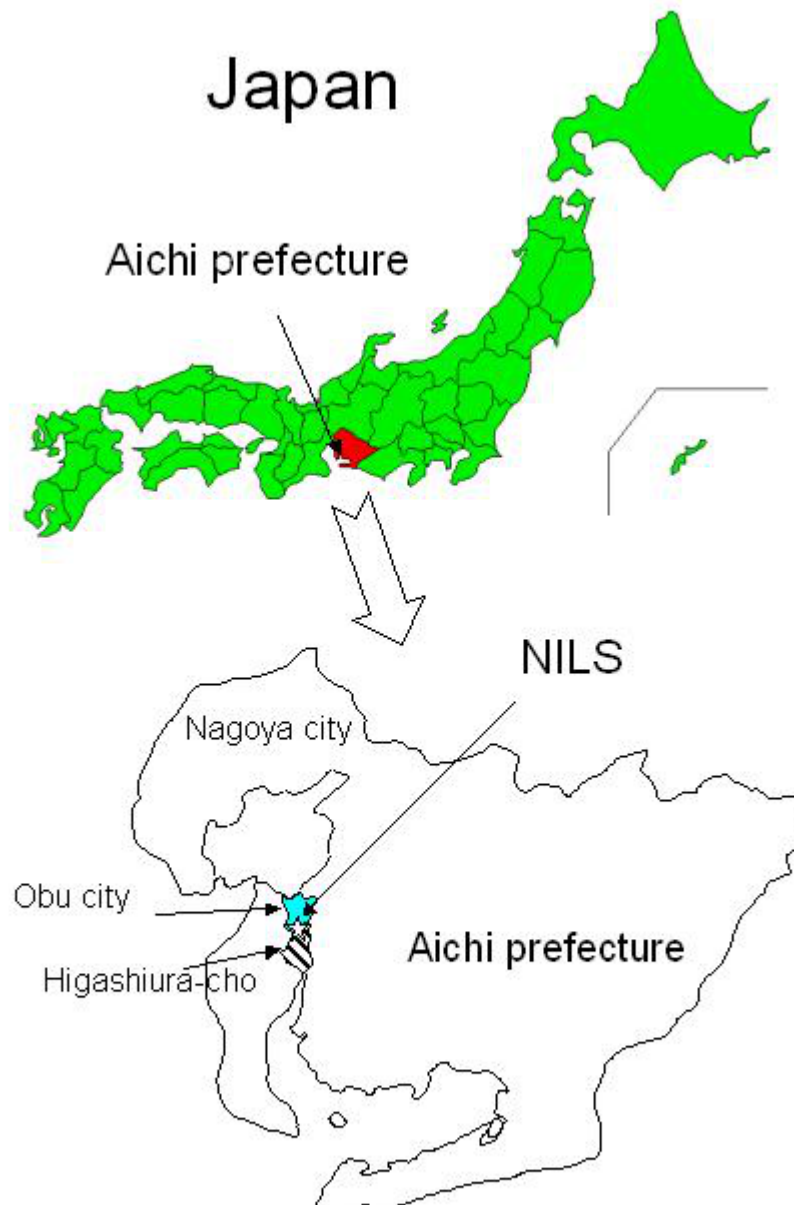 Japan
Aichi prefecture
NILS
Nagoya city
Obu city
Aichi prefecture
Higashiura-cho